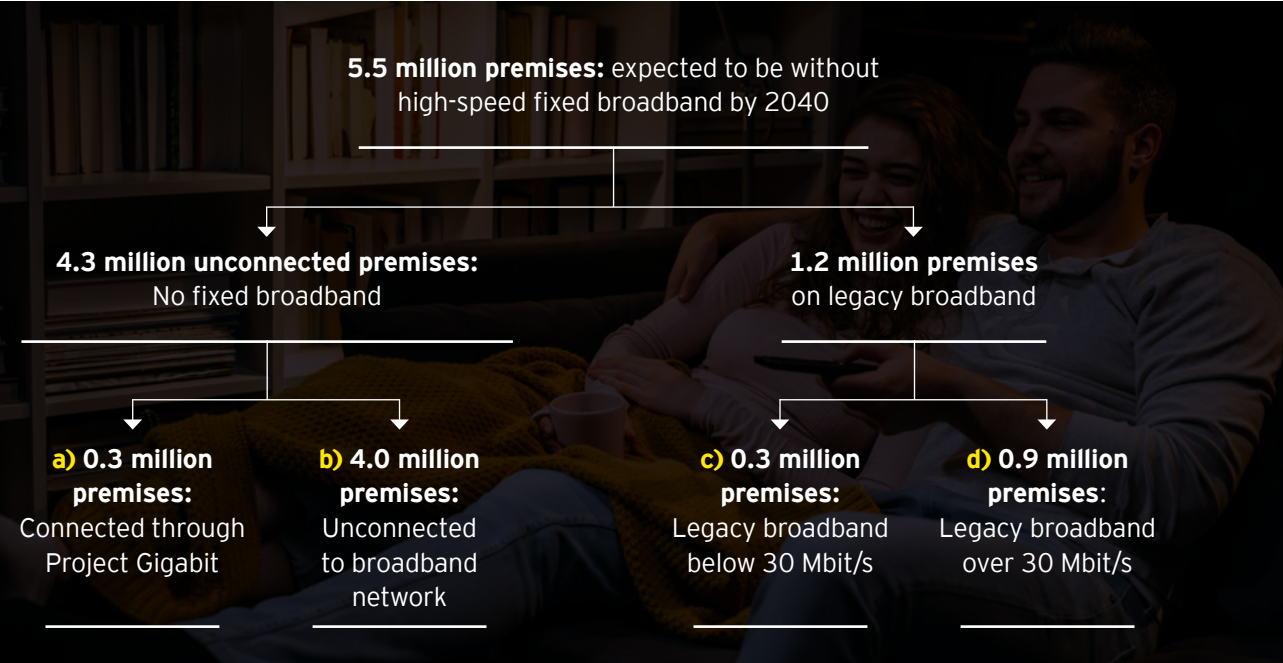 5.5 million premises: expected to be without
high-speed fixed broadband by 2040
4.3 million unconnected premises:
No fixed broadband
1.2 million premises
on legacy broadband
a) 0.3 million
premises:
Connected through
Project Gigabit
b) 4.0 million
premises:
Unconnected
to broadband
network
c) 0.3 million
premises:
Legacy broadband
below 30 Mbit/s
d) 0.9 million
premises:
Legacy broadband
over 30 Mbit/s